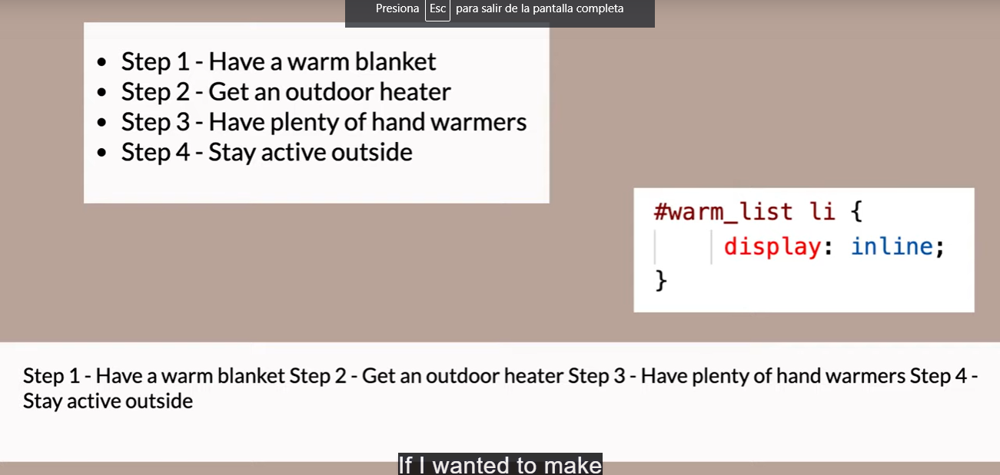 Presiona Esc para salir de la pantalla completa
• Step 1 - Have a warm blanket
• Step 2 - Get an outdoor heater
• Step 3 - Have plenty of hand warmers
• Step 4 - Stay active outside
#warm_list li {
display: inline;
}
Step 1 - Have a warm blanket Step 2 - Get an outdoor heater Step 3 - Have plenty of hand warmers Step 4 -
Stay active outside
If I wanted to make